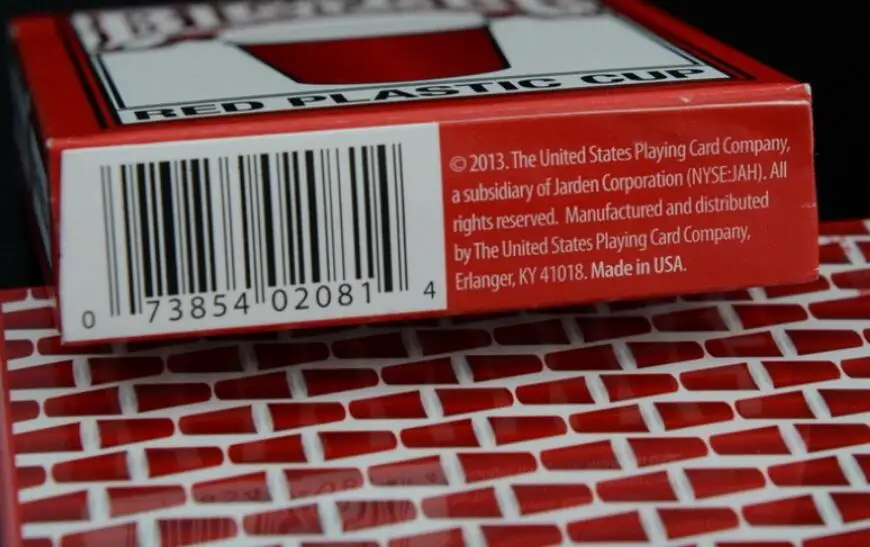 RED PLASTIC CUP
© 2013. The United States Playing Card Company,
a subsidiary of Jarden Corporation (NYSE:JAH). All
rights reserved. Manufactured and distributed
by The United States Playing Card Company,
Erlanger, KY 41018. Made in USA.
0 73854 02081 4